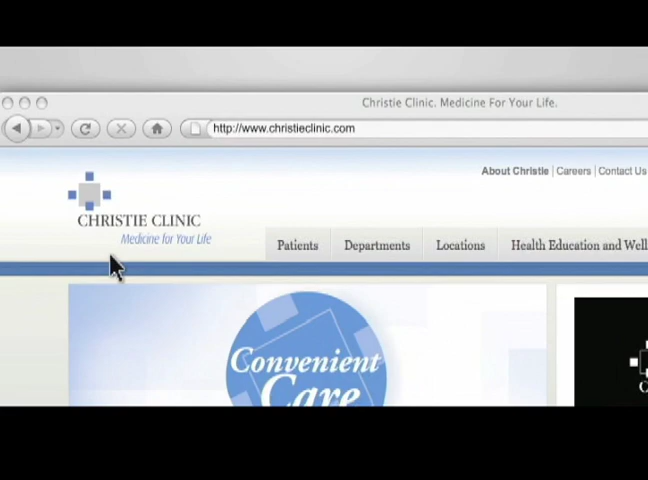 Christie Clinic. Medicine For Your Life.
http://www.christieclinic.com
About Christie | Careers | Contact Us
CHRISTIE CLINIC
Medicine for Your Life
Patients Departments Locations Health Education and Well
Convenient
Care